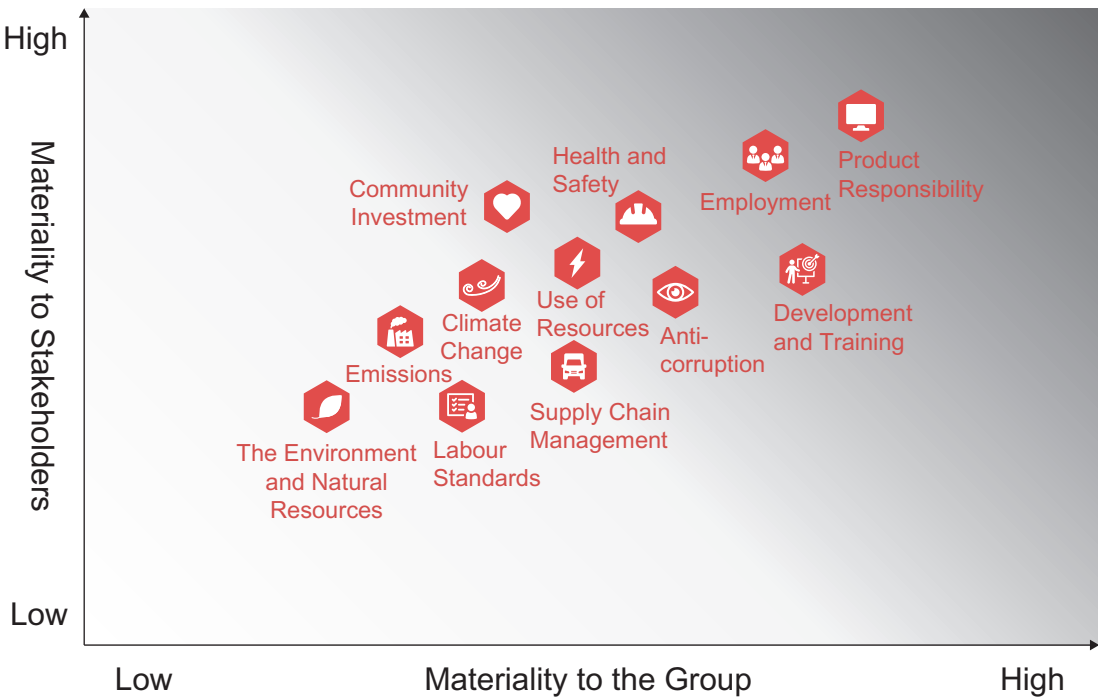 High
Materiality to Stakeholders
Low
Product
Responsibility
Employment
Health and
Safety
Community
Investment
Use of
Resources
Climate
Change
Anti-
corruption
Development
and Training
Emissions
Supply Chain
Management
Labour
Standards
The Environment
and Natural
Resources
Low
Materiality to the Group
High